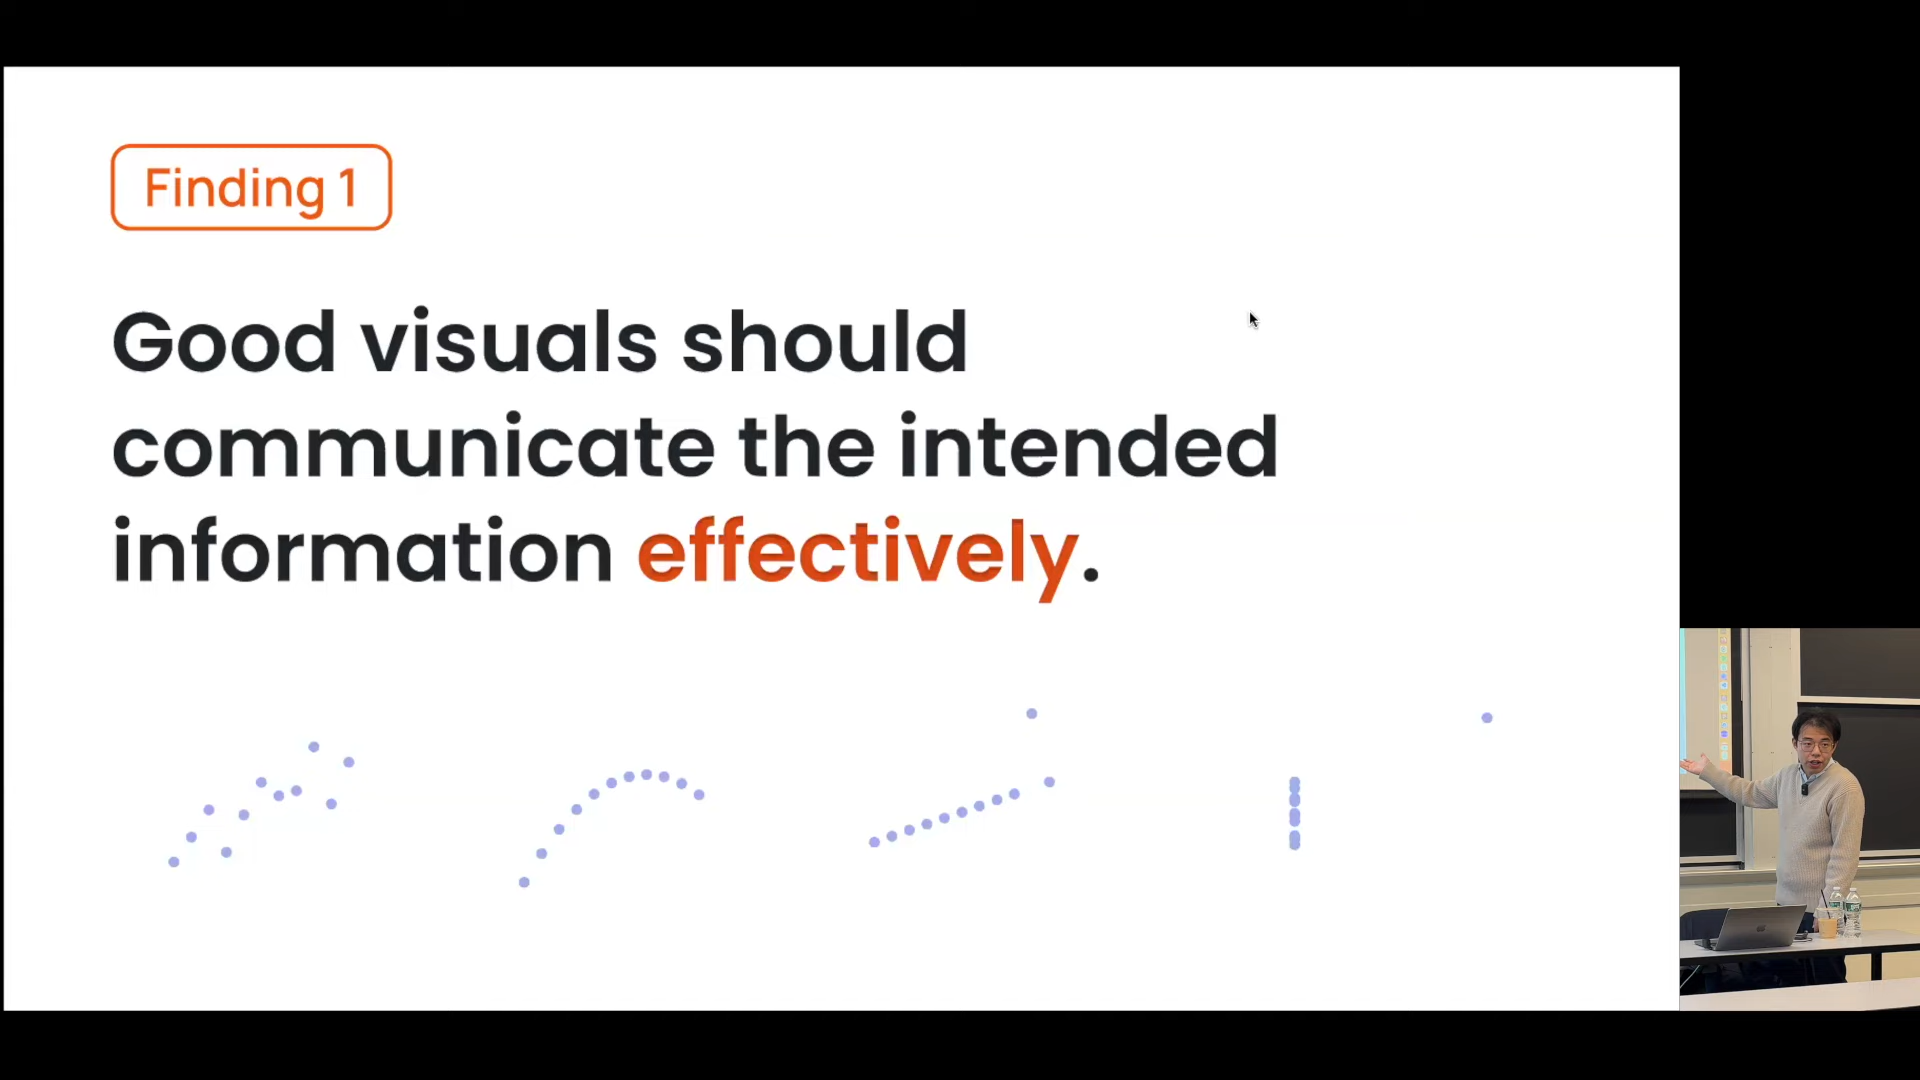 Finding 1
Good visuals should
communicate the intended
information effectively.